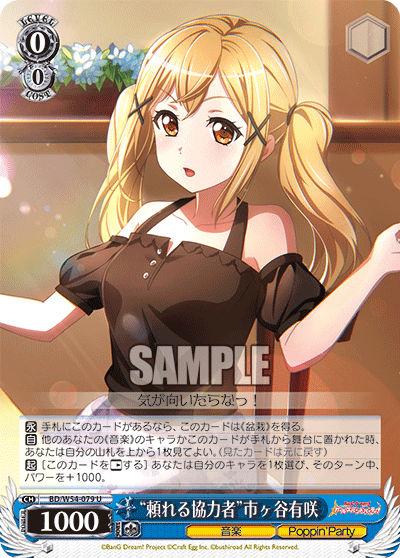 LEVEL
0
0
COST
SAMPLE
気が向いたらなっ！
永 手札にこのカードがあるなら、このカードは《盆栽》を得る。
自 他のあなたの《音楽》のキャラかこのカードが手札から舞台に置かれた時、
あなたは自分の山札を上から1枚見てよい。(見たカードは元に戻す)
起 [このカードをする] あなたは自分のキャラを1枚選び、そのターン中、
パワーを＋1000。
CH
BD/W54-079 U
POWER
1000
“頼れる協力者”市ヶ谷有咲
音楽
Poppin'Party
©BanG Dream! Project ©Craft Egg Inc. ©bushiroad All Rights Reserved.